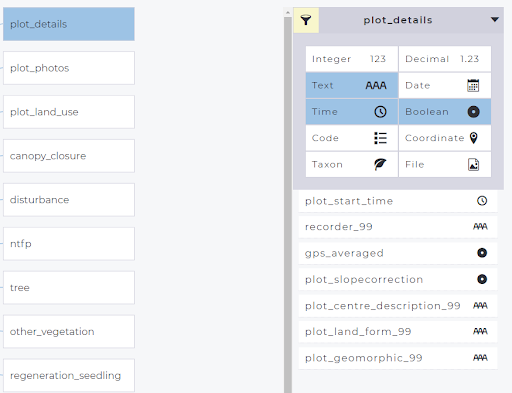 plot_details
plot_photos
plot_land_use
canopy_closure
disturbance
ntfp
tree
other_vegetation
regeneration_seedling
plot_details
Integer 123 Decimal 1.23
Text AAA Date
Time Boolean
Code Coordinate
Taxon File
plot_start_time
recorder_99 AAA
gps_averaged
plot_slopecorrection
plot_centre_description_99 AAA
plot_land_form_99 AAA
plot_geomorphic_99 AAA